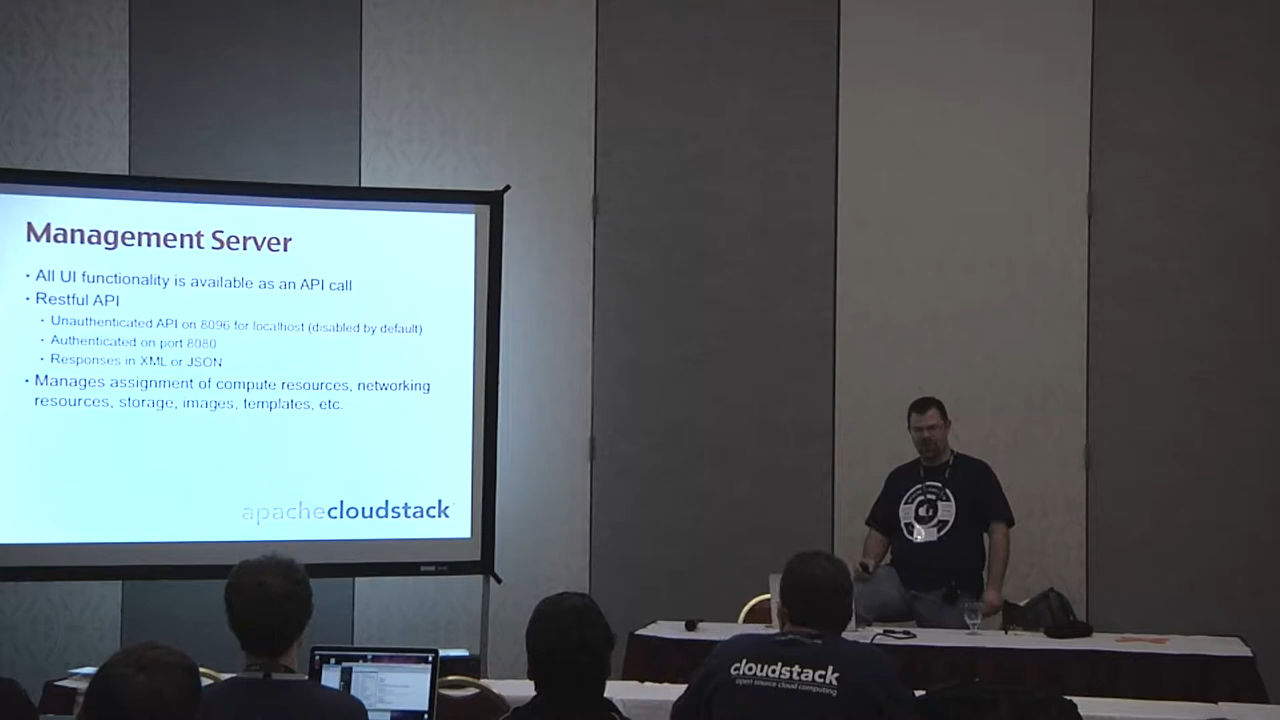 Management Server
· All UI functionality is available as an API call
· Restful API
· Unauthenticated API on 8096 for localhost (disabled by default)
· Authenticated on port 8080
· Responses in XML or JSON
· Manages assignment of compute resources, networking
resources, storage, images, templates, etc.
apachecloudstack
cloudstack
open source cloud computing